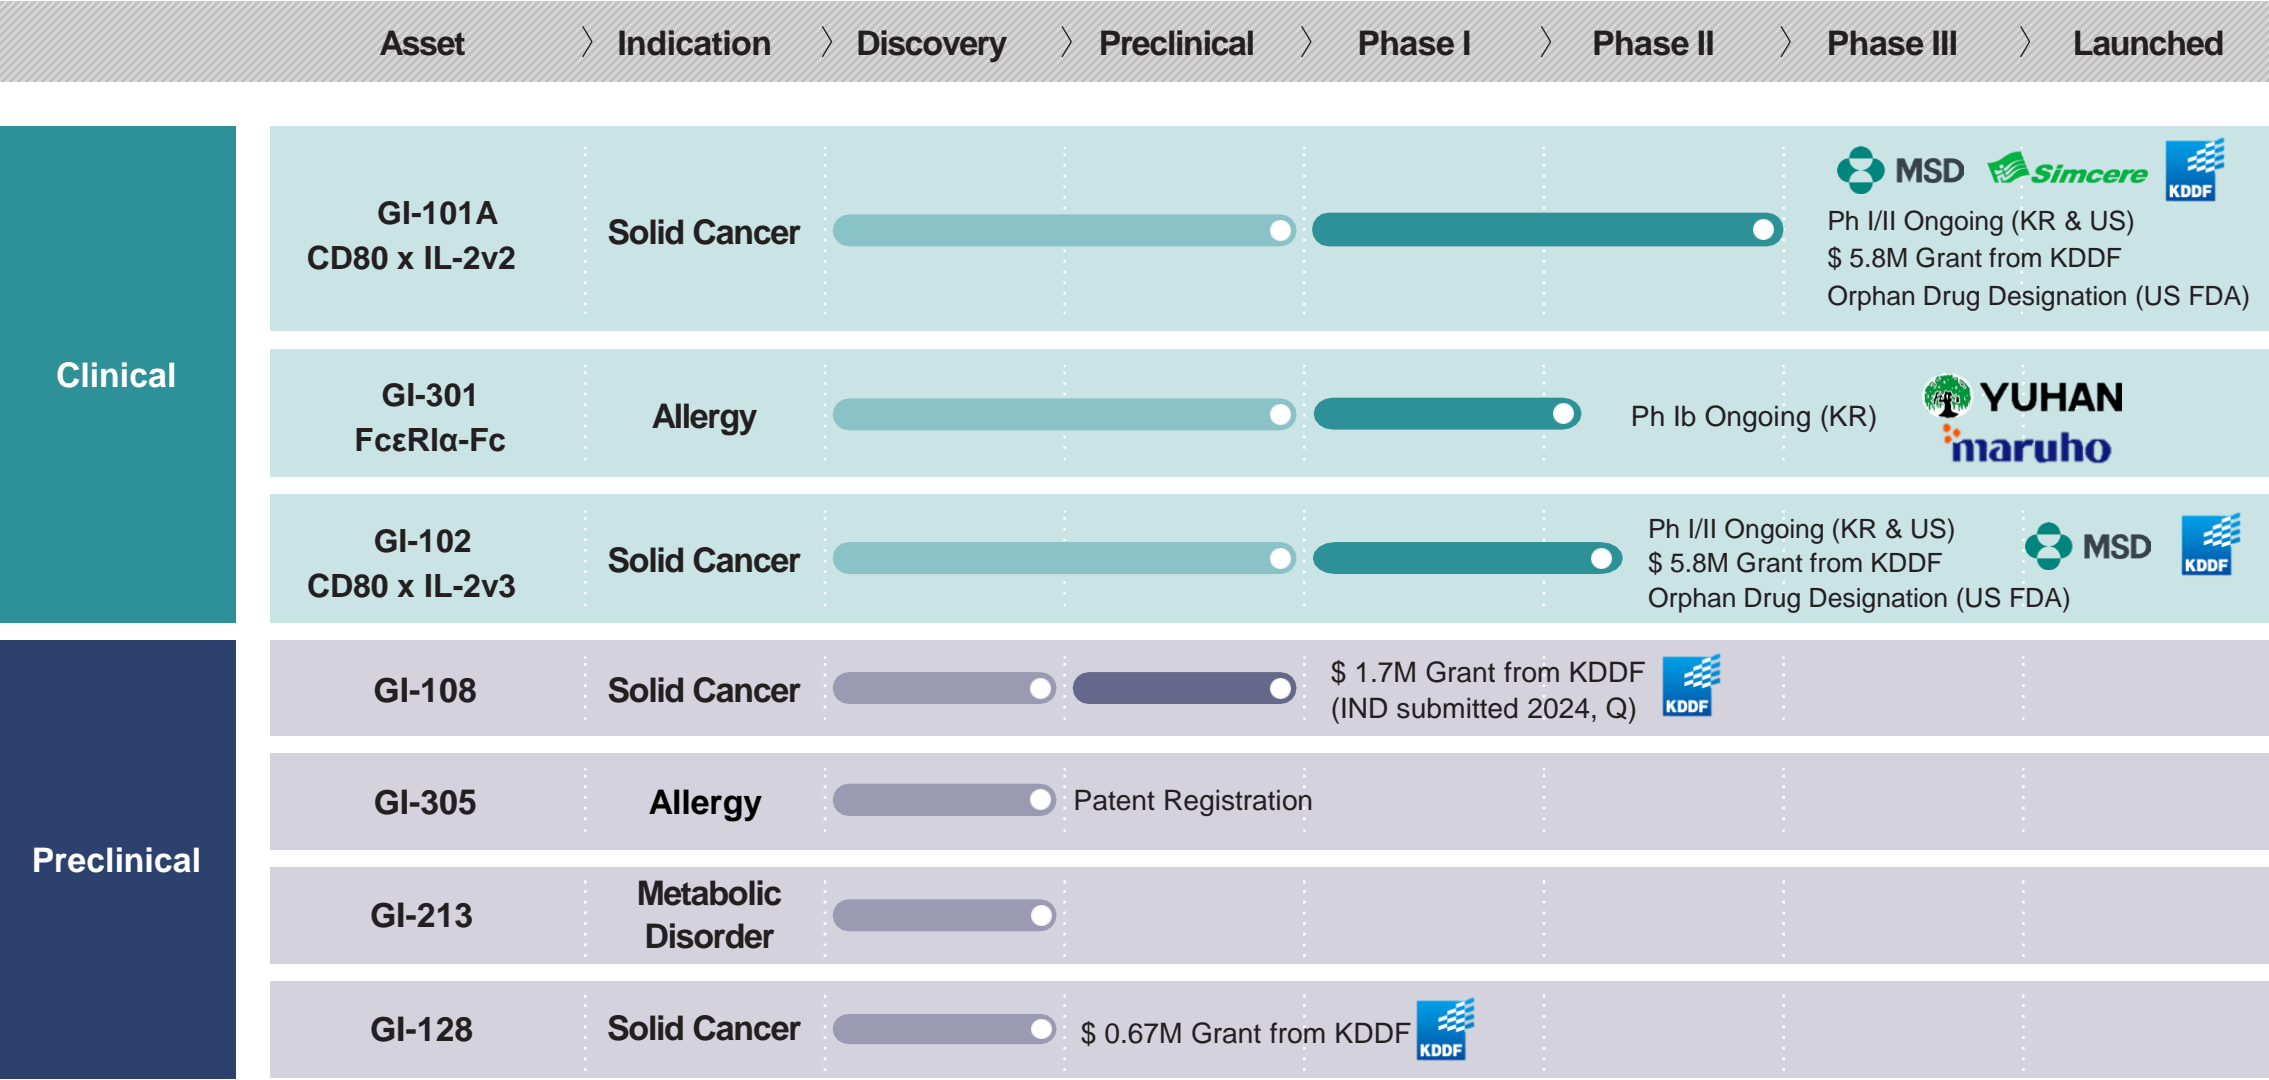 Asset
Indication
Discovery
Preclinical
Phase I
Phase II
Phase III
Launched
Clinical
GI-101A
CD80 x IL-2v2
Solid Cancer
MSD
Simcere
KDDF
Ph I/II Ongoing (KR & US)
$ 5.8M Grant from KDDF
Orphan Drug Designation (US FDA)
GI-301
FcεRIα-Fc
Allergy
Ph Ib Ongoing (KR)
YUHAN
maruho
GI-102
CD80 x IL-2v3
Solid Cancer
Ph I/II Ongoing (KR & US)
$ 5.8M Grant from KDDF
Orphan Drug Designation (US FDA)
MSD
KDDF
Preclinical
GI-108
Solid Cancer
$ 1.7M Grant from KDDF
(IND submitted 2024, Q)
KDDF
GI-305
Allergy
Patent Registration
GI-213
Metabolic
Disorder
GI-128
Solid Cancer
$ 0.67M Grant from KDDF
KDDF